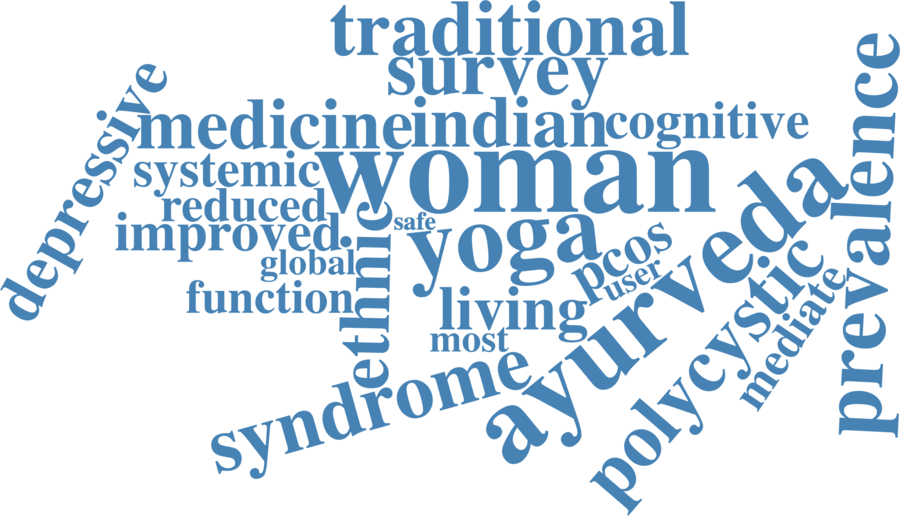 traditional
survey
depressive
medicine
indian
cognitive
prevalence
systemic
woman
reduced
improved
safe
yoga
ayurveda
global
ethnic
pcos
user
function
living
polycystic
mediate
most
syndrome